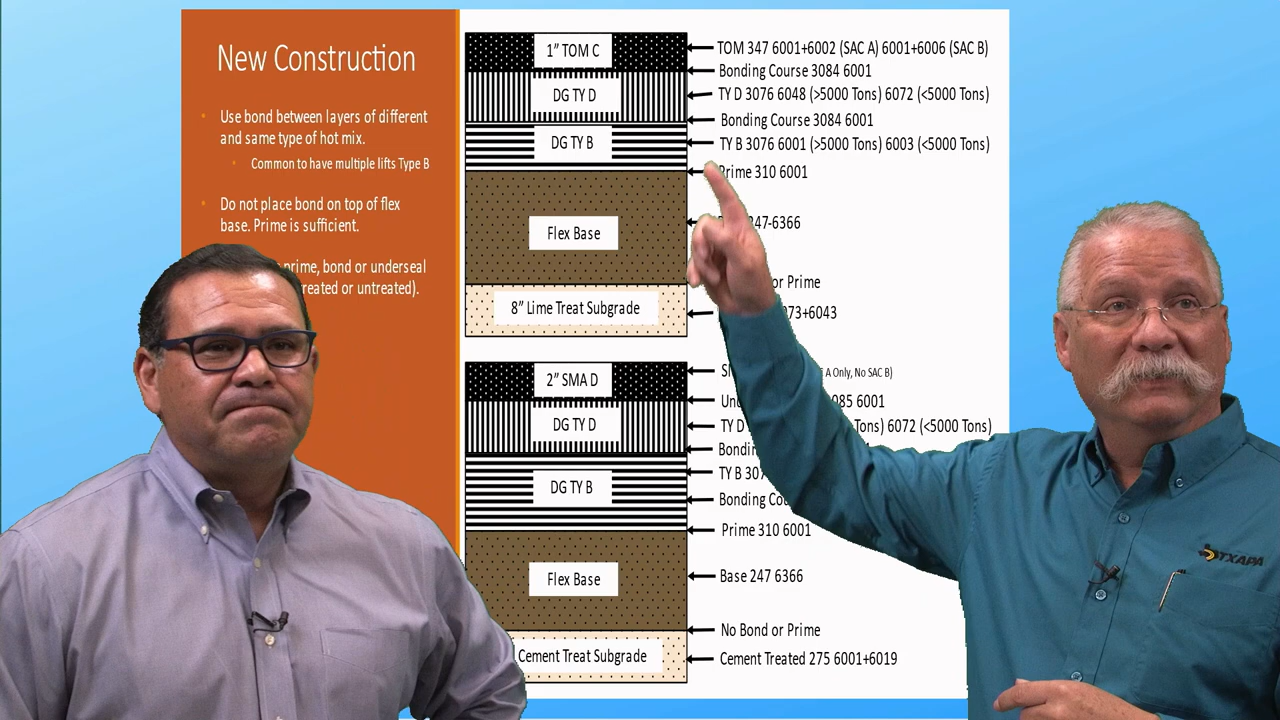 New Construction
• Use bond between layers of different
and same type of hot mix.
• Common to have multiple lifts Type B
• Do not place bond on top of flex
base. Prime is sufficient.
prime, bond or underseal
treated or untreated).
1” TOM C
DG TY D
DG TY B
Flex Base
8” Lime Treat Subgrade
TOM 347 6001+6002 (SAC A) 6001+6006 (SAC B)
Bonding Course 3084 6001
TY D 3076 6048 (>5000 Tons) 6072 (<5000 Tons)
Bonding Course 3084 6001
TY B 3076 6001 (>5000 Tons) 6003 (<5000 Tons)
Prime 310 6001
247-6366
or Prime
73+6043
2” SMA D
DG TY D
DG TY B
Flex Base
Cement Treat Subgrade
A Only, No SAC B)
085 6001
TY D Tons) 6072 (<5000 Tons)
TY B
Bonding
Prime 310 6001
Base 247 6366
No Bond or Prime
Cement Treated 275 6001+6019
TXAPA